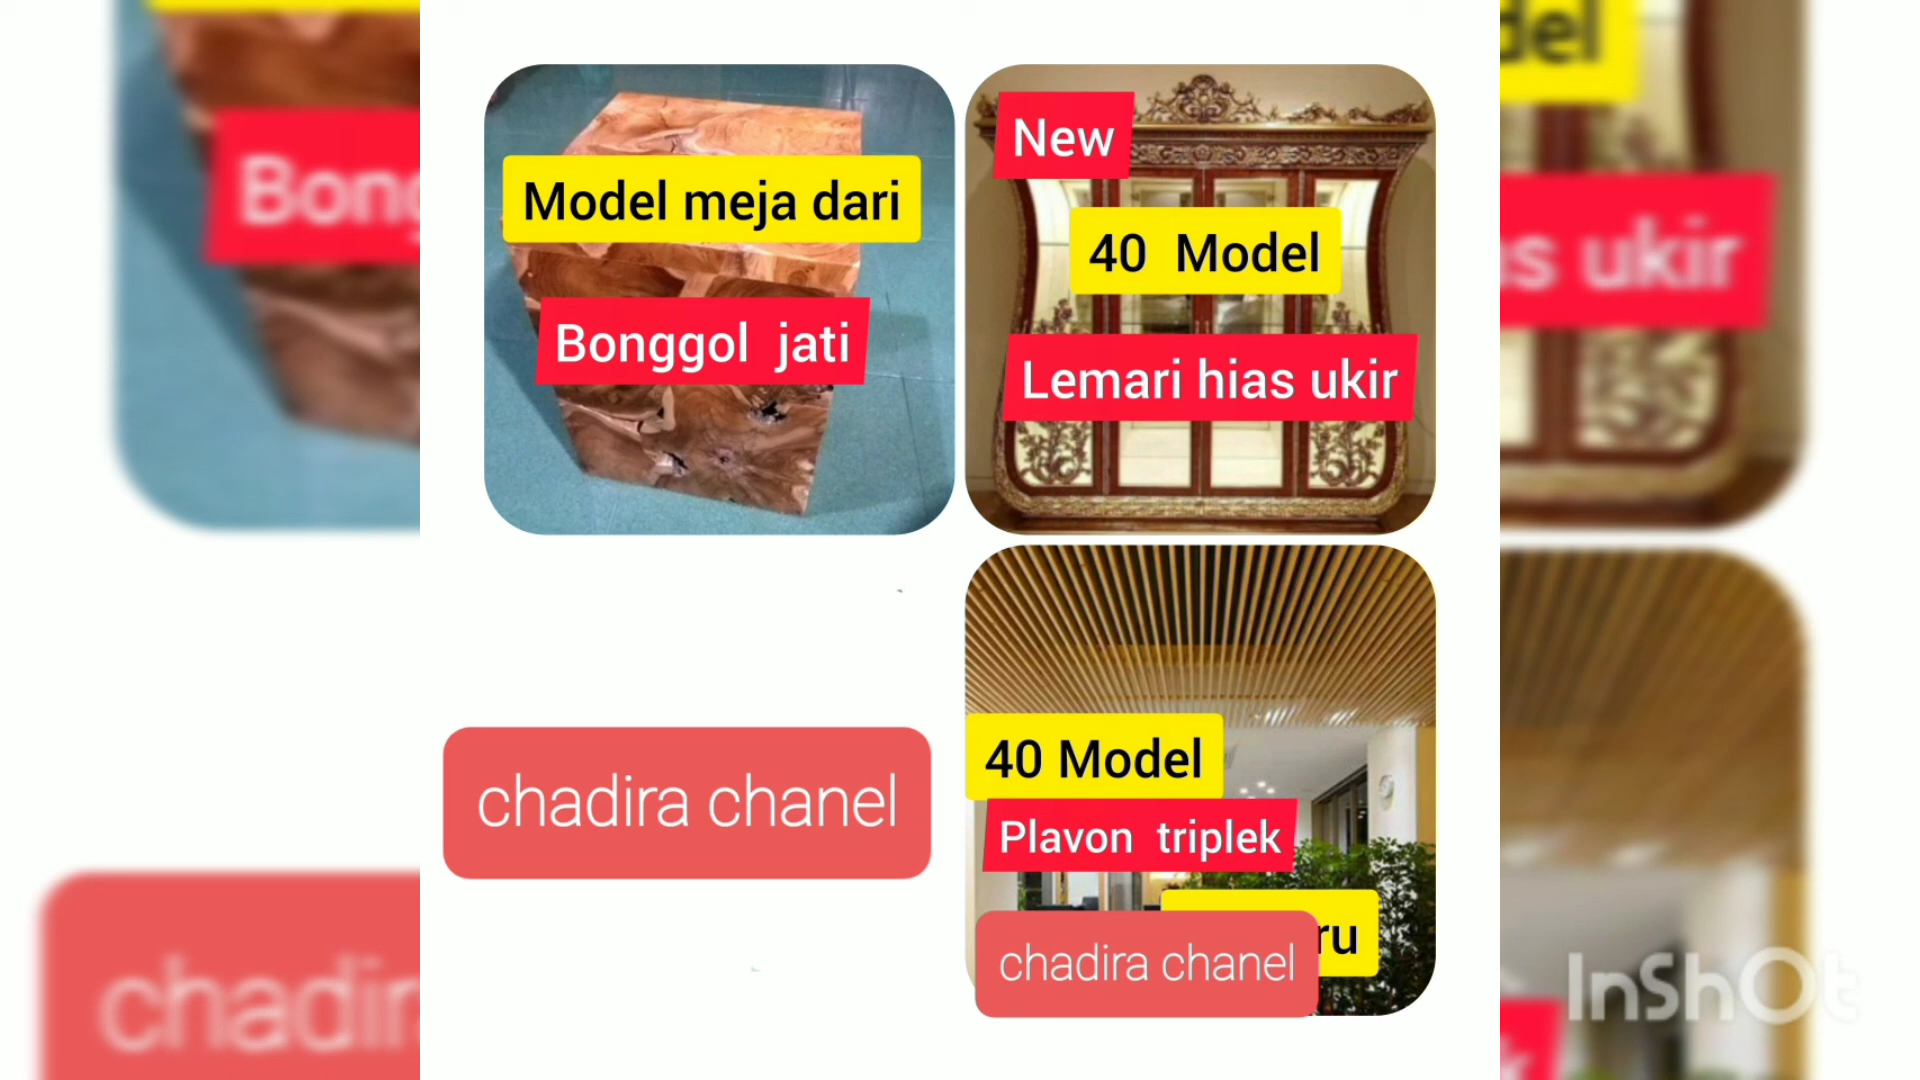 Model meja dari
Bonggol jati
New
40 Model
Lemari hias ukir
40 Model
Plavon triplek
ru
chadira chanel
chadira chanel
InShOt